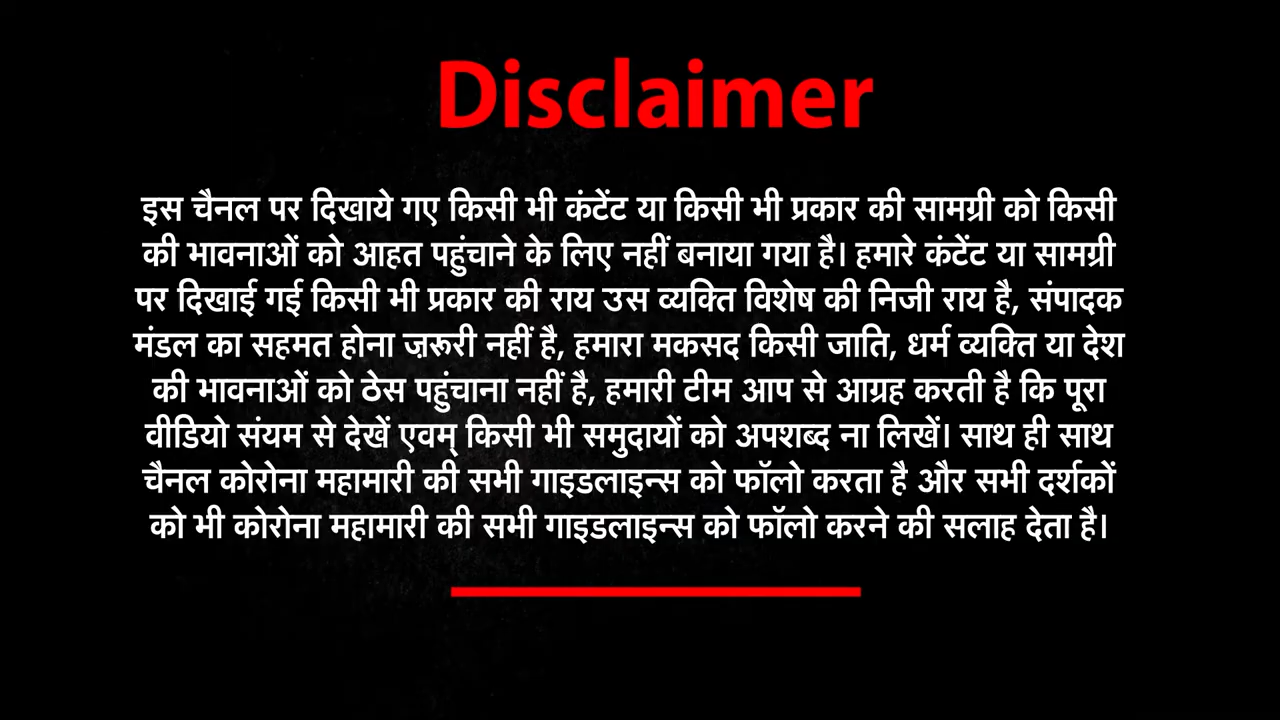 Disclaimer
इस चैनल पर दिखाये गए किसी भी कंटेंट या किसी भी प्रकार की सामग्री को किसी
की भावनाओं को आहत पहुंचाने के लिए नहीं बनाया गया है। हमारे कंटेंट या सामग्री
पर दिखाई गई किसी भी प्रकार की राय उस व्यक्ति विशेष की निजी राय है, संपादक
मंडल का सहमत होना ज़रूरी नहीं है, हमारा मकसद किसी जाति, धर्म व्यक्ति या देश
की भावनाओं को ठेस पहुंचाना नहीं है, हमारी टीम आप से आग्रह करती है कि पूरा
वीडियो संयम से देखें एवम् किसी भी समुदायों को अपशब्द ना लिखें। साथ ही साथ
चैनल कोरोना महामारी की सभी गाइडलाइन्स को फॉलो करता है और सभी दर्शकों
को भी कोरोना महामारी की सभी गाइडलाइन्स को फॉलो करने की सलाह देता है।